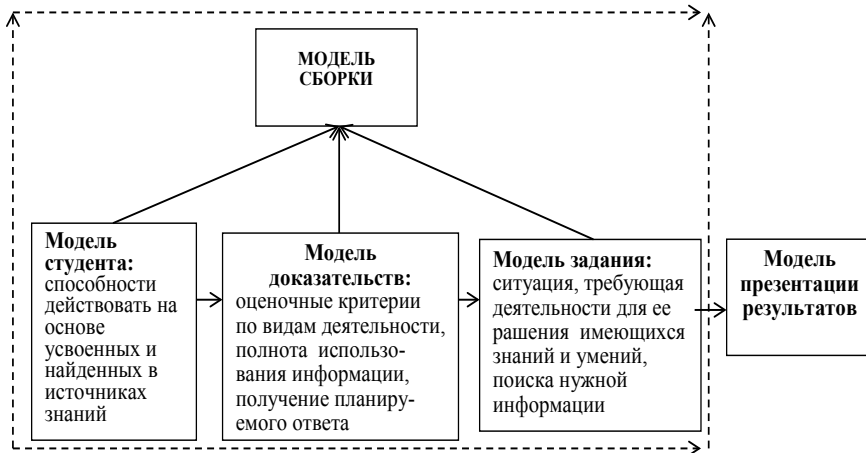 МОДЕЛЬ
СБОРКИ
Модель
студента:
способности
действовать на
основе
усвоенных и
найденных в
источниках
знаний
Модель
доказательств:
оценочные критерии
по видам деятельности,
полнота использо-
вания информации,
получение планиру-
емого ответа
Модель задания:
ситуация, требующая
деятельности для ее
рашения имеющихся
знаний и умений,
поиска нужной
информации
Модель
презентации
результатов